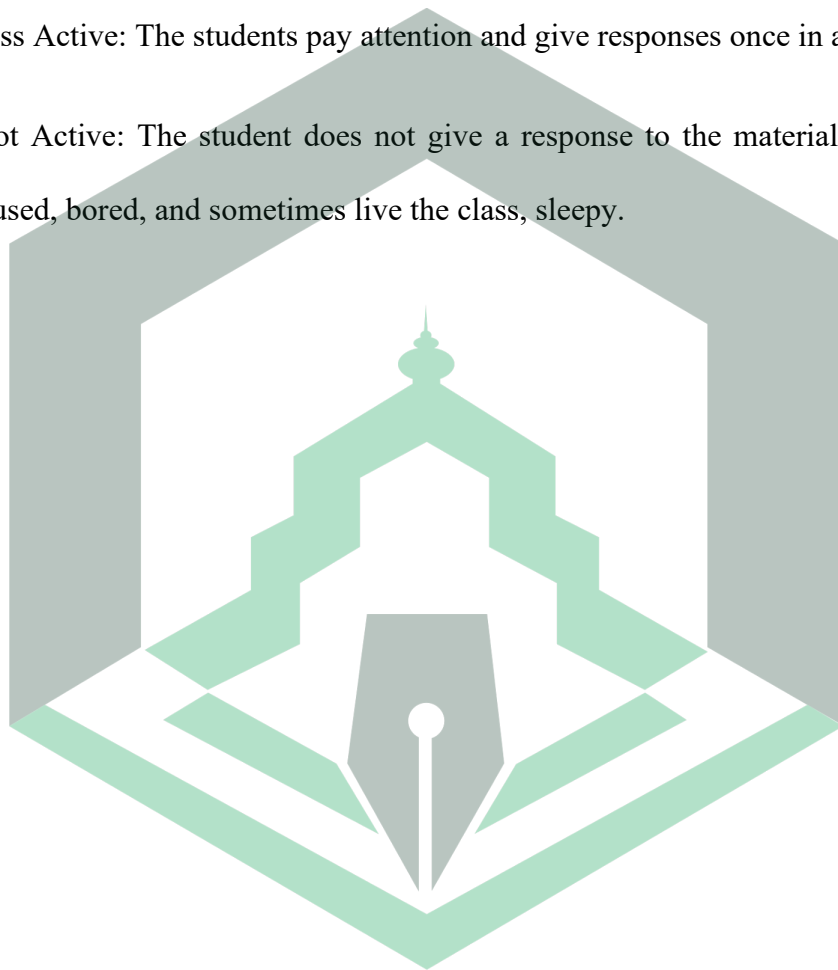 ss Active: The students pay attention and give responses once in a
ot Active: The student does not give a response to the material
used, bored, and sometimes live the class, sleepy.